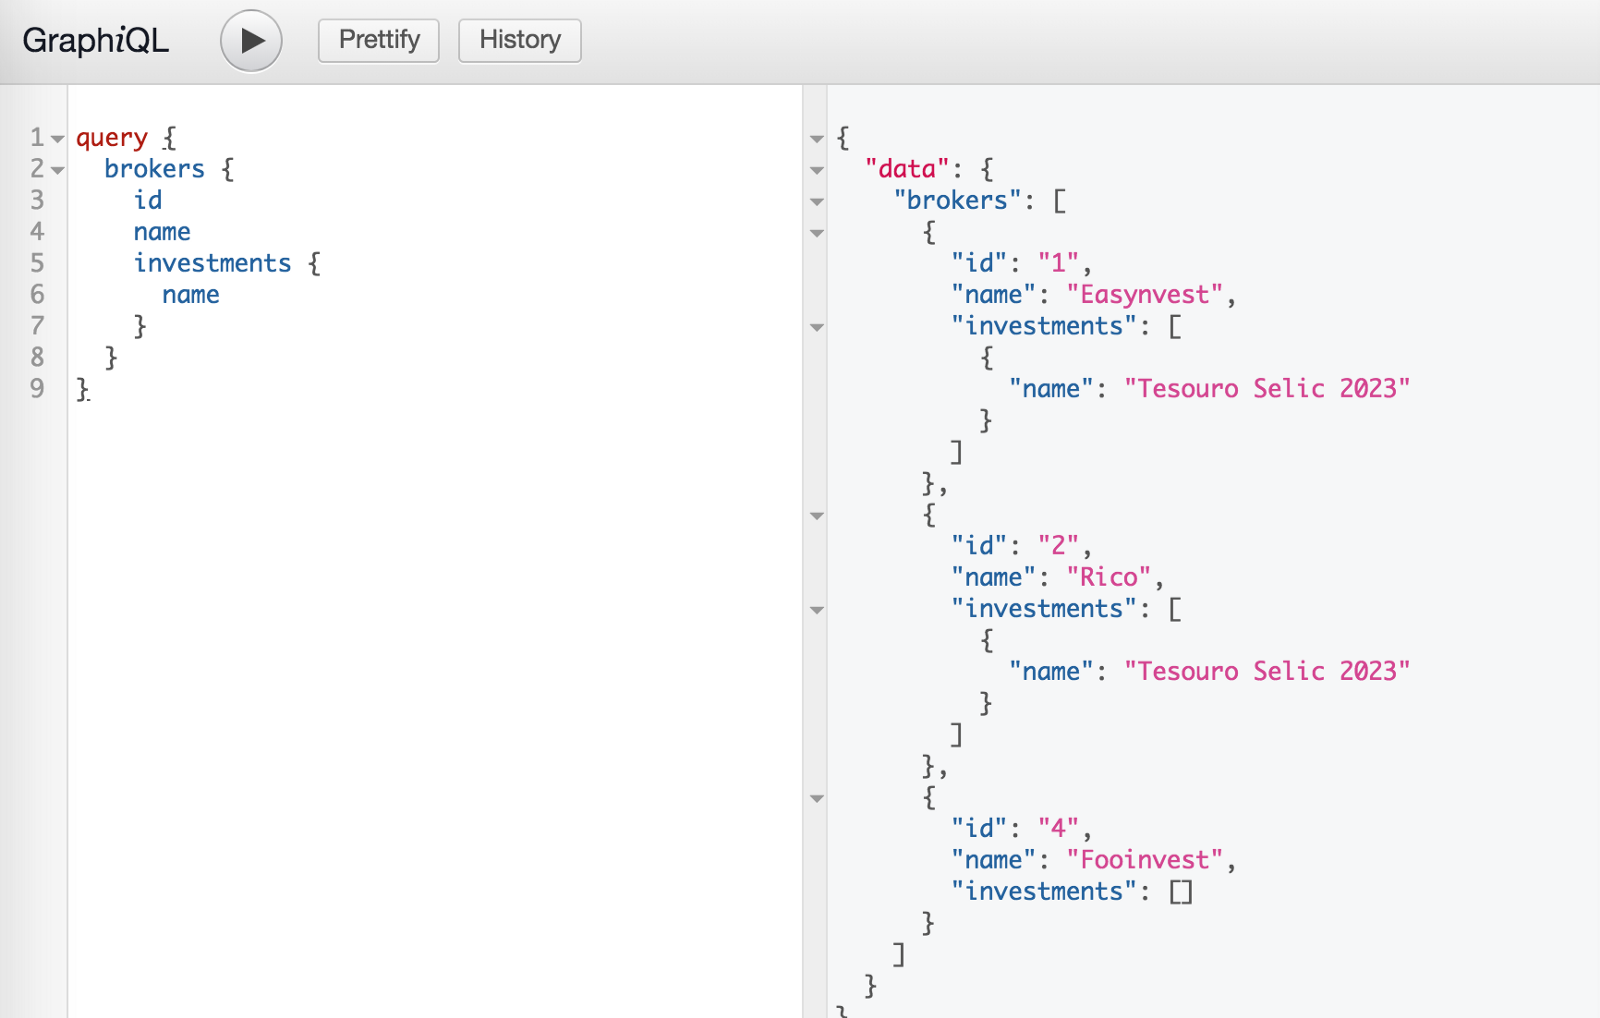 GraphiQL Prettify History
1 query {
2   brokers {
3     id
4     name
5     investments {
6       name
7     }
8   }
9 }
{
  "data": {
    "brokers": [
      {
        "id": "1",
        "name": "Easynvest",
        "investments": [
          {
            "name": "Tesouro Selic 2023"
          }
        ]
      },
      {
        "id": "2",
        "name": "Rico",
        "investments": [
          {
            "name": "Tesouro Selic 2023"
          }
        ]
      },
      {
        "id": "4",
        "name": "Fooinvest",
        "investments": []
      }
    ]
  }
}